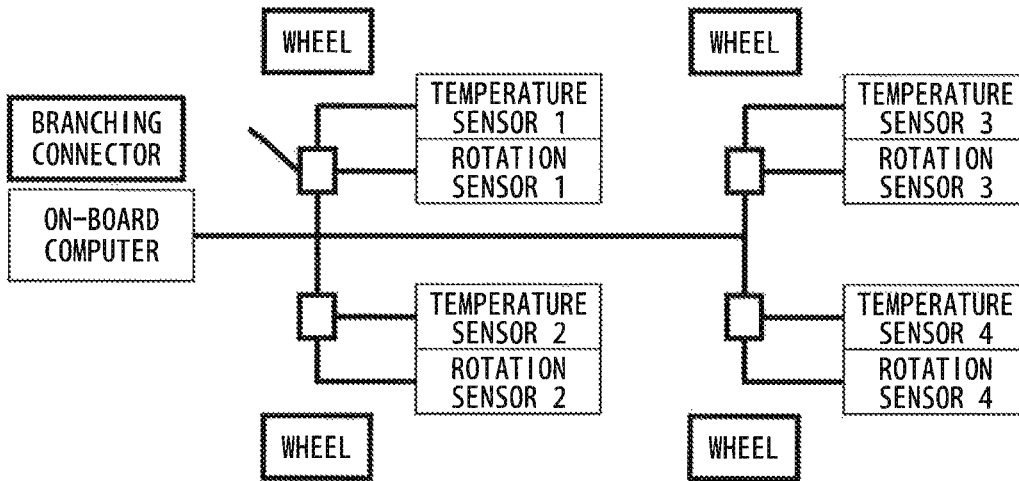 WHEEL
WHEEL
BRANCHING
CONNECTOR
TEMPERATURE
SENSOR 1
ROTATION
SENSOR 1
TEMPERATURE
SENSOR 3
ROTATION
SENSOR 3
ON-BOARD
COMPUTER
TEMPERATURE
SENSOR 2
ROTATION
SENSOR 2
TEMPERATURE
SENSOR 4
ROTATION
SENSOR 4
WHEEL
WHEEL